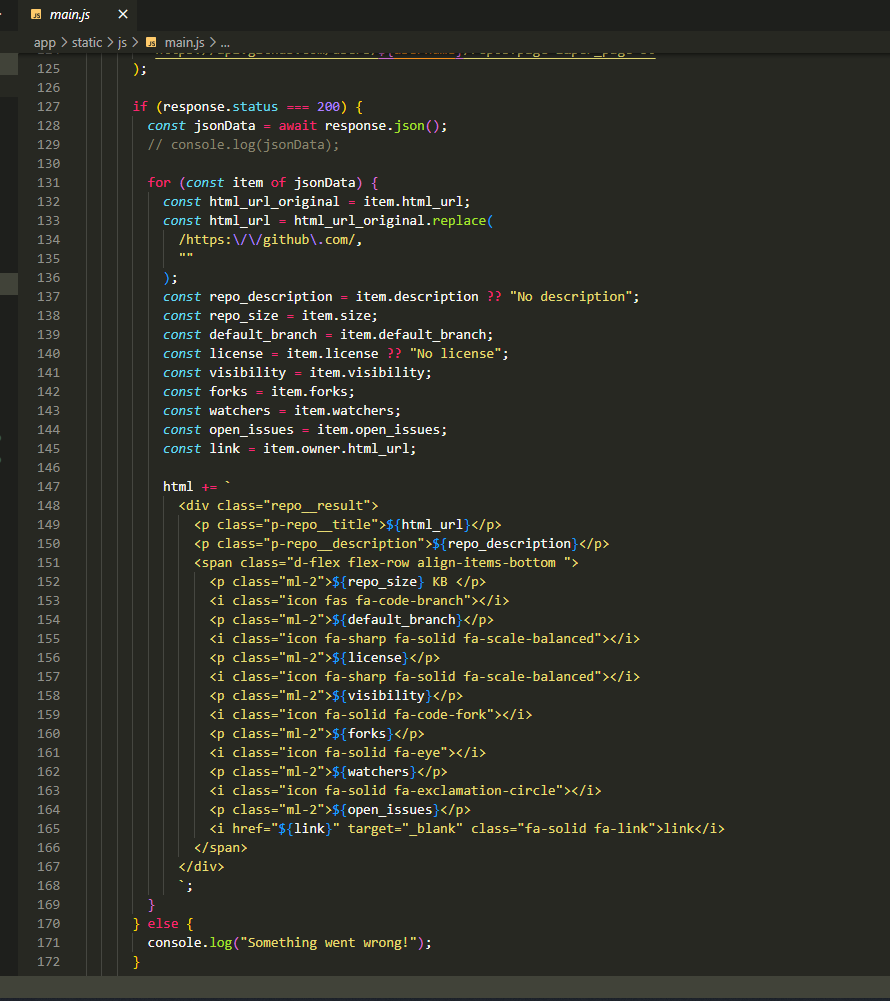 main.js
app > static > js > main.js > ...
125 );
126
127 if (response.status === 200) {
128 const jsonData = await response.json();
129 // console.log(jsonData);
130
131 for (const item of jsonData) {
132 const html_url_original = item.html_url;
133 const html_url = html_url_original.replace(
134 /https:\/\/github\.com/,
135 ""
136 );
137 const repo_description = item.description ?? "No description";
138 const repo_size = item.size;
139 const default_branch = item.default_branch;
140 const license = item.license ?? "No license";
141 const visibility = item.visibility;
142 const forks = item.forks;
143 const watchers = item.watchers;
144 const open_issues = item.open_issues;
145 const link = item.owner.html_url;
146
147 html += `
148 <div class="repo__result">
149 <p class="p-repo__title">${html_url}</p>
150 <p class="p-repo__description">${repo_description}</p>
151 <span class="d-flex flex-row align-items-bottom ">
152 <p class="ml-2">${repo_size} KB </p>
153 <i class="icon fas fa-code-branch"></i>
154 <p class="ml-2">${default_branch}</p>
155 <i class="icon fa-sharp fa-solid fa-scale-balanced"></i>
156 <p class="ml-2">${license}</p>
157 <i class="icon fa-sharp fa-solid fa-scale-balanced"></i>
158 <p class="ml-2">${visibility}</p>
159 <i class="icon fa-solid fa-code-fork"></i>
160 <p class="ml-2">${forks}</p>
161 <i class="icon fa-solid fa-eye"></i>
162 <p class="ml-2">${watchers}</p>
163 <i class="icon fa-solid fa-exclamation-circle"></i>
164 <p class="ml-2">${open_issues}</p>
165 <i href="${link}" target="_blank" class="fa-solid fa-link">link</i>
166 </span>
167 </div>
168 `;
169 }
170 } else {
171 console.log("Something went wrong!");
172 }